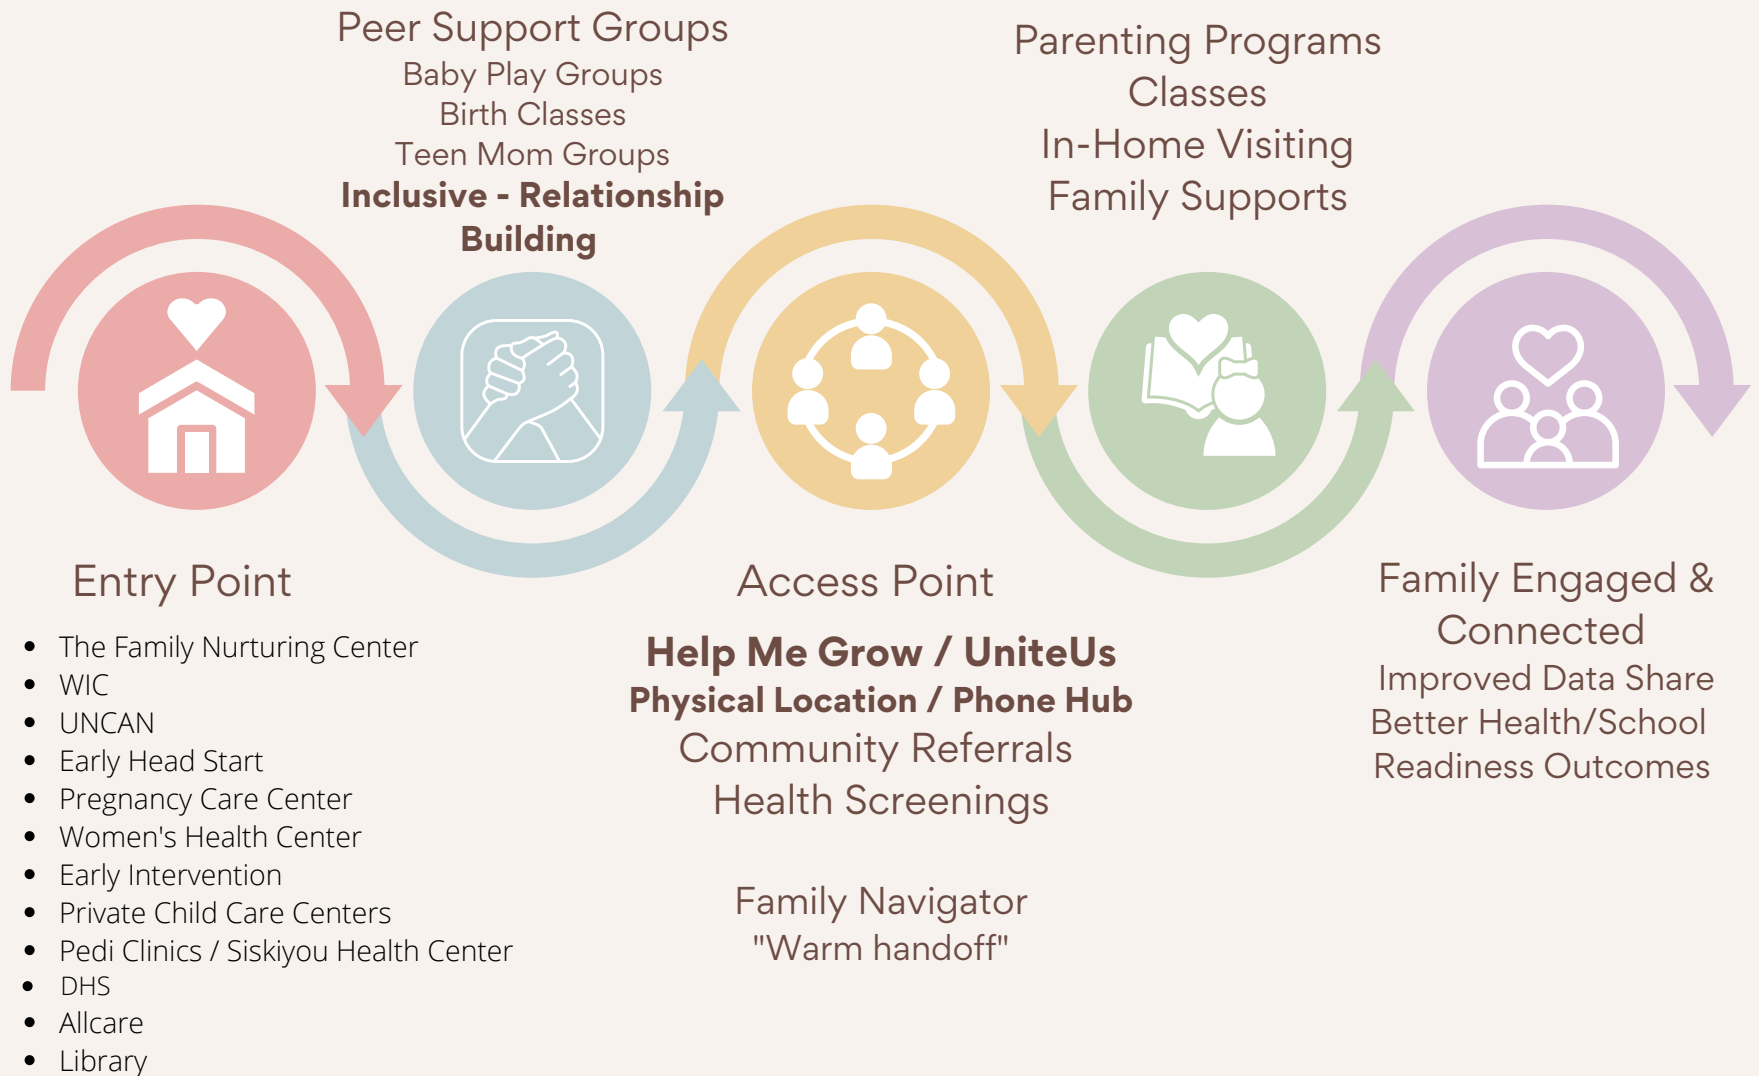 Peer Support Groups
Baby Play Groups
Birth Classes
Teen Mom Groups
Inclusive - Relationship
Building
Parenting Programs
Classes
In-Home Visiting
Family Supports
Entry Point
• The Family Nurturing Center
• WIC
• UNCAN
• Early Head Start
• Pregnancy Care Center
• Women's Health Center
• Early Intervention
• Private Child Care Centers
• Pedi Clinics / Siskiyou Health Center
• DHS
• Allcare
• Library
Access Point
Help Me Grow / UniteUs
Physical Location / Phone Hub
Community Referrals
Health Screenings
Family Navigator
"Warm handoff"
Family Engaged &
Connected
Improved Data Share
Better Health/School
Readiness Outcomes